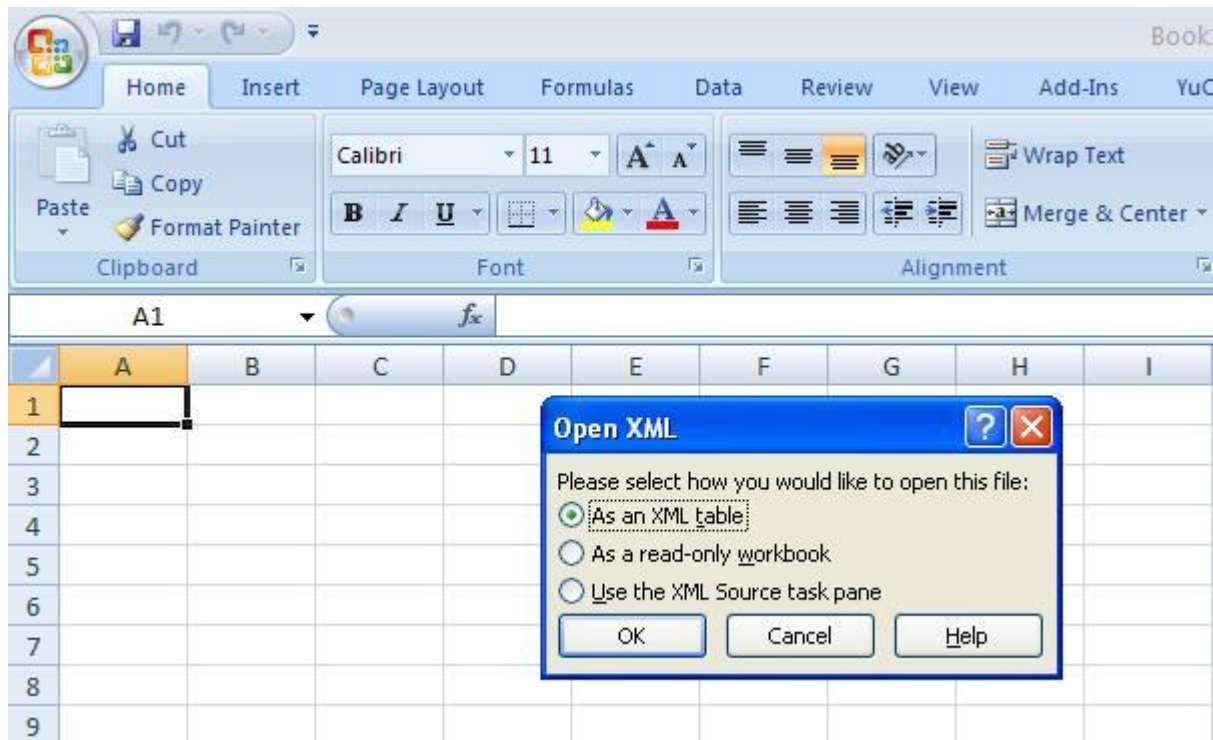 Book
Home Insert Page Layout Formulas Data Review View Add-Ins YuC
Cut
Calibri 11 A A Wrap Text
Copy
Paste
B I U A a Merge & Center
Format Painter
Clipboard Font Alignment
A1 fx
A B C D E F G H I
1
Open XML
2
Please select how you would like to open this file:
3
As an XML table
4
As a read-only workbook
5
Use the XML Source task pane
6
OK Cancel Help
7
8
9